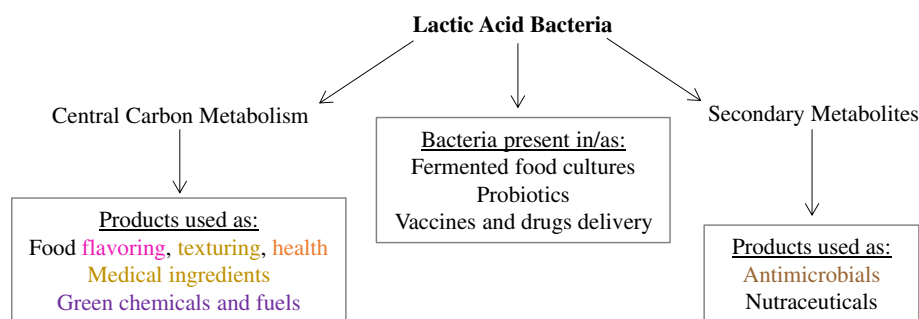 Lactic Acid Bacteria
Central Carbon Metabolism
Products used as:
Food flavoring, texturing, health
Medical ingredients
Green chemicals and fuels
Bacteria present in/as:
Fermented food cultures
Probiotics
Vaccines and drugs delivery
Secondary Metabolites
Products used as:
Antimicrobials
Nutraceuticals